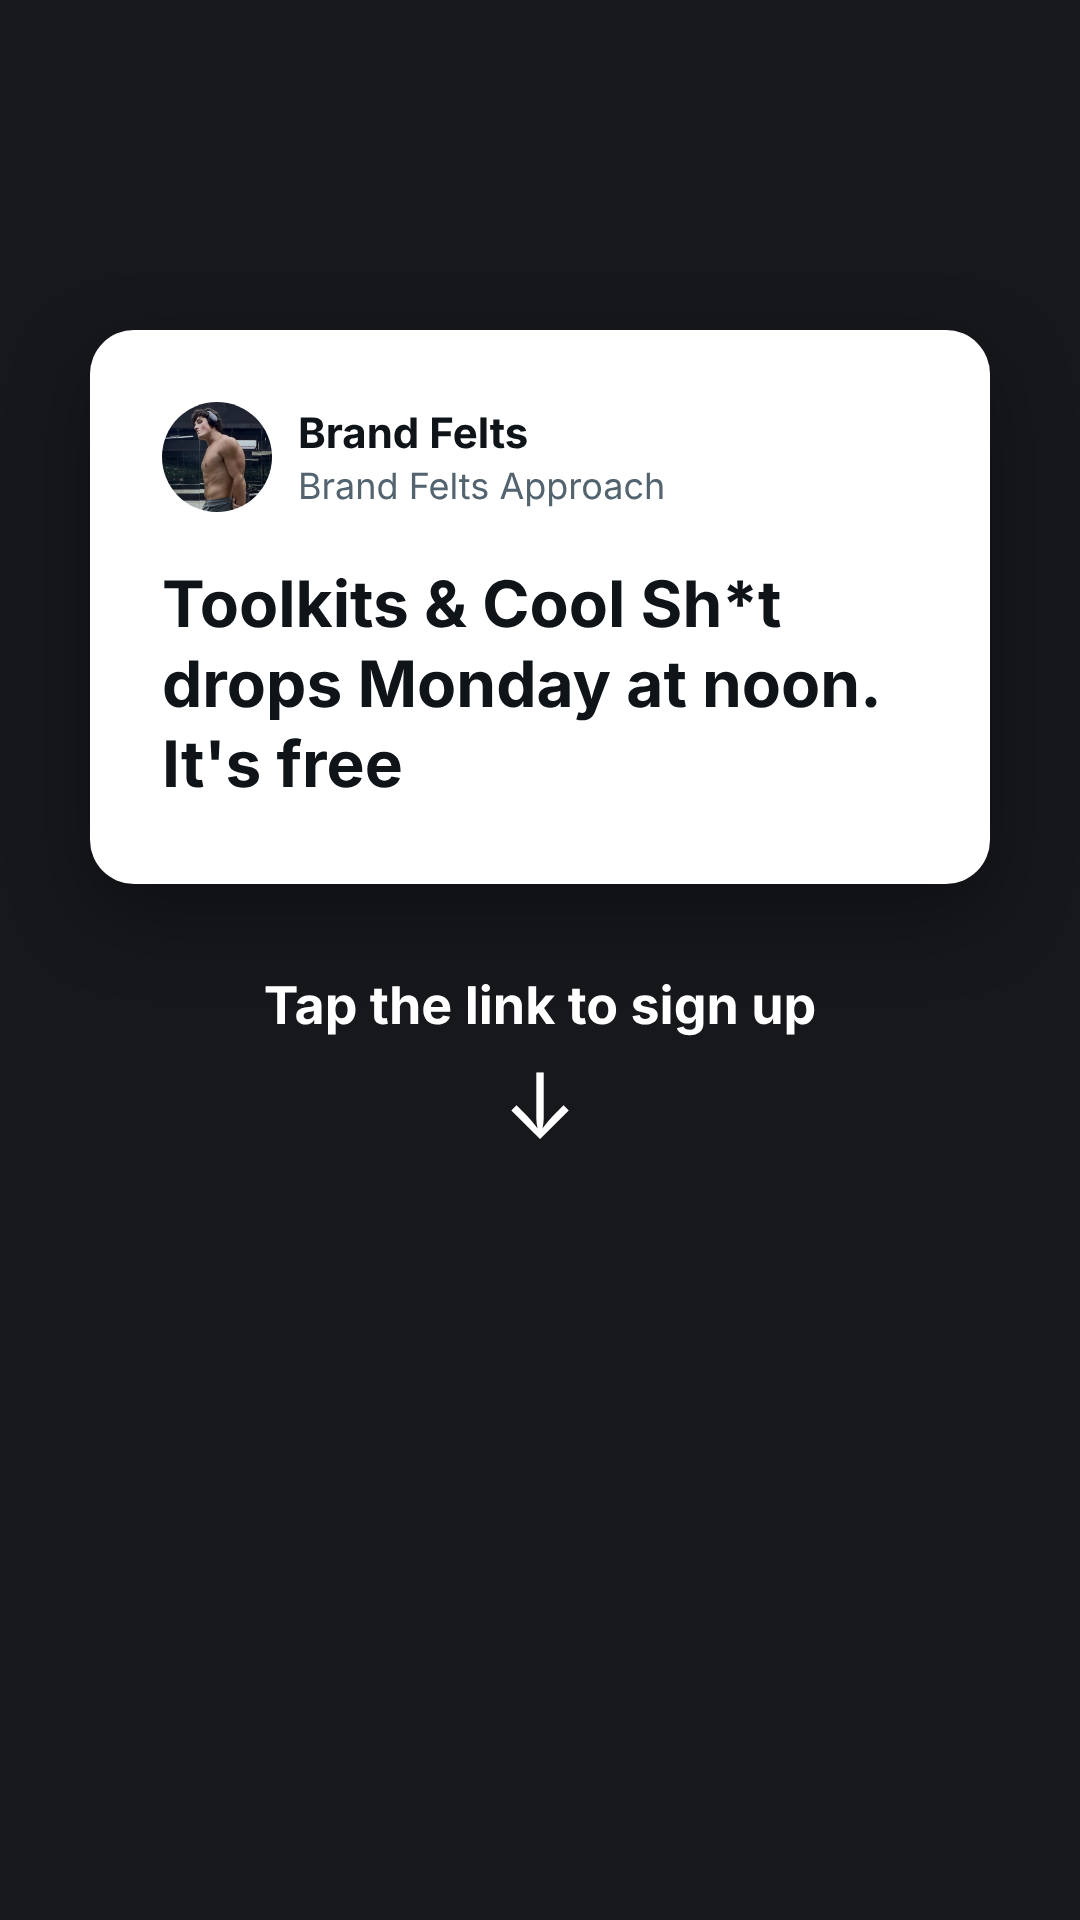 Brand Felts
Brand Felts Approach
Toolkits & Cool Sh*t
drops Monday at noon.
It's free
Tap the link to sign up